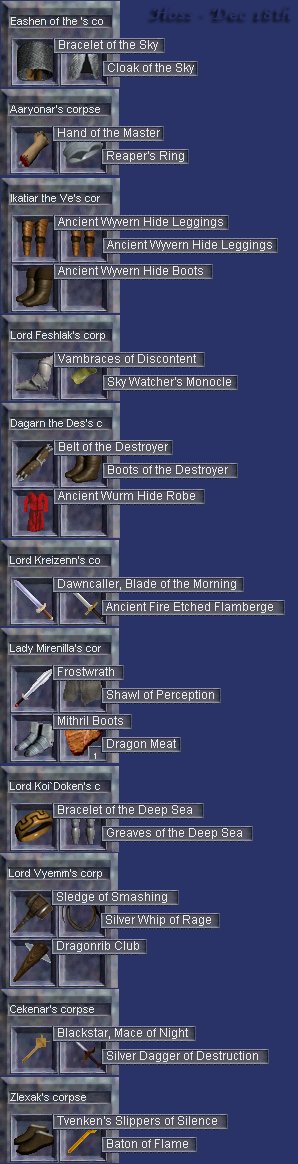 Hoss - Dec 18th
Eashen of the 's co
Bracelet of the Sky
Cloak of the Sky
Aaryonar's corpse
Hand of the Master
Reaper's Ring
Ikatiar the Ve's cor
Ancient Wyvern Hide Leggings
Ancient Wyvern Hide Leggings
Ancient Wyvern Hide Boots
Lord Feshlak's corp
Vambraces of Discontent
Sky Watcher's Monocle
Dagarn the Des's c
Belt of the Destroyer
Boots of the Destroyer
Ancient Wurm Hide Robe
Lord Kreizenn's co
Dawncaller, Blade of the Morning
Ancient Fire Etched Flamberge
Lady Mirenilla's cor
Frostwrath
Shawl of Perception
Mithril Boots
Dragon Meat
1
Lord Koi`Doken's c
Bracelet of the Deep Sea
Greaves of the Deep Sea
Lord Vyemm's corp
Sledge of Smashing
Silver Whip of Rage
Dragonrib Club
Cekenar's corpse
Blackstar, Mace of Night
Silver Dagger of Destruction
Zlexak's corpse
Tvenken's Slippers of Silence
Baton of Flame